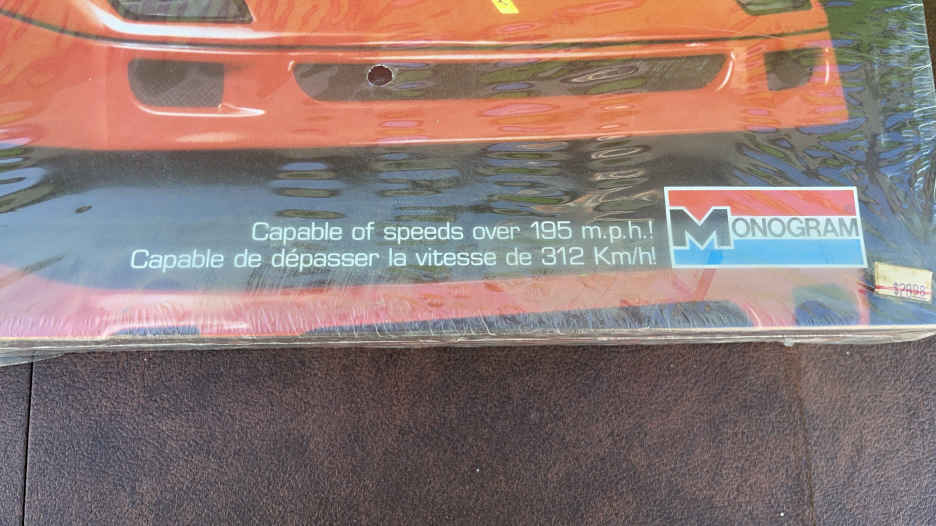 Capable of speeds over 195 m.p.h.!
Capable de dépasser la vitesse de 312 Km/h!
MONOGRAM